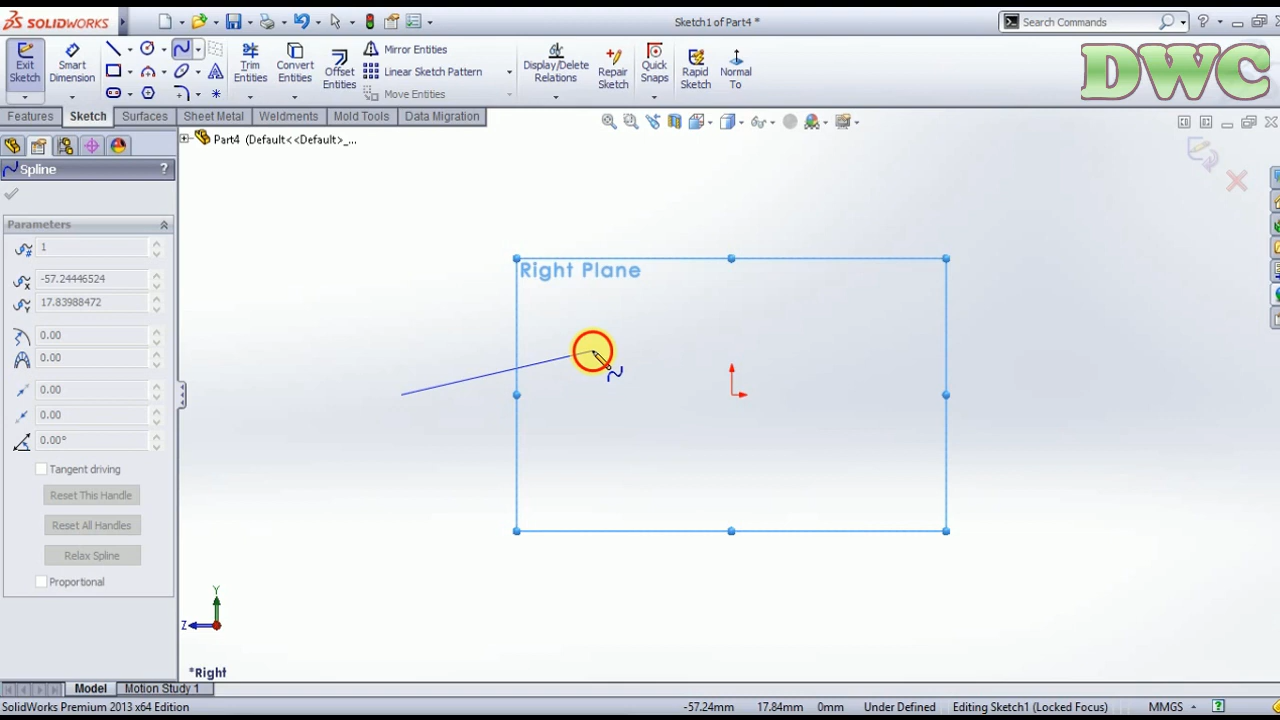 SOLIDWORKS
Sketch1 of Part4 *
Search Commands
?
Exit Sketch
Smart Dimension
Trim Entities
Convert Entities
Offset Entities
Mirror Entities
Linear Sketch Pattern
Move Entities
Display/Delete Relations
Repair Sketch
Quick Snaps
Rapid Sketch
Normal To
DWC
Features
Sketch
Surfaces
Sheet Metal
Weldments
Mold Tools
Data Migration
Part4 (Default<<Default>_...
Spline
?
Parameters
1
-57.24446524
17.83988472
0.00
0.00
0.00
0.00
0.00°
Tangent driving
Reset This Handle
Reset All Handles
Relax Spline
Proportional
Right Plane
Y
Z
*Right
Model
Motion Study 1
SolidWorks Premium 2013 x64 Edition
-57.24mm
17.84mm
0mm
Under Defined
Editing Sketch1 (Locked Focus)
MMGS
?